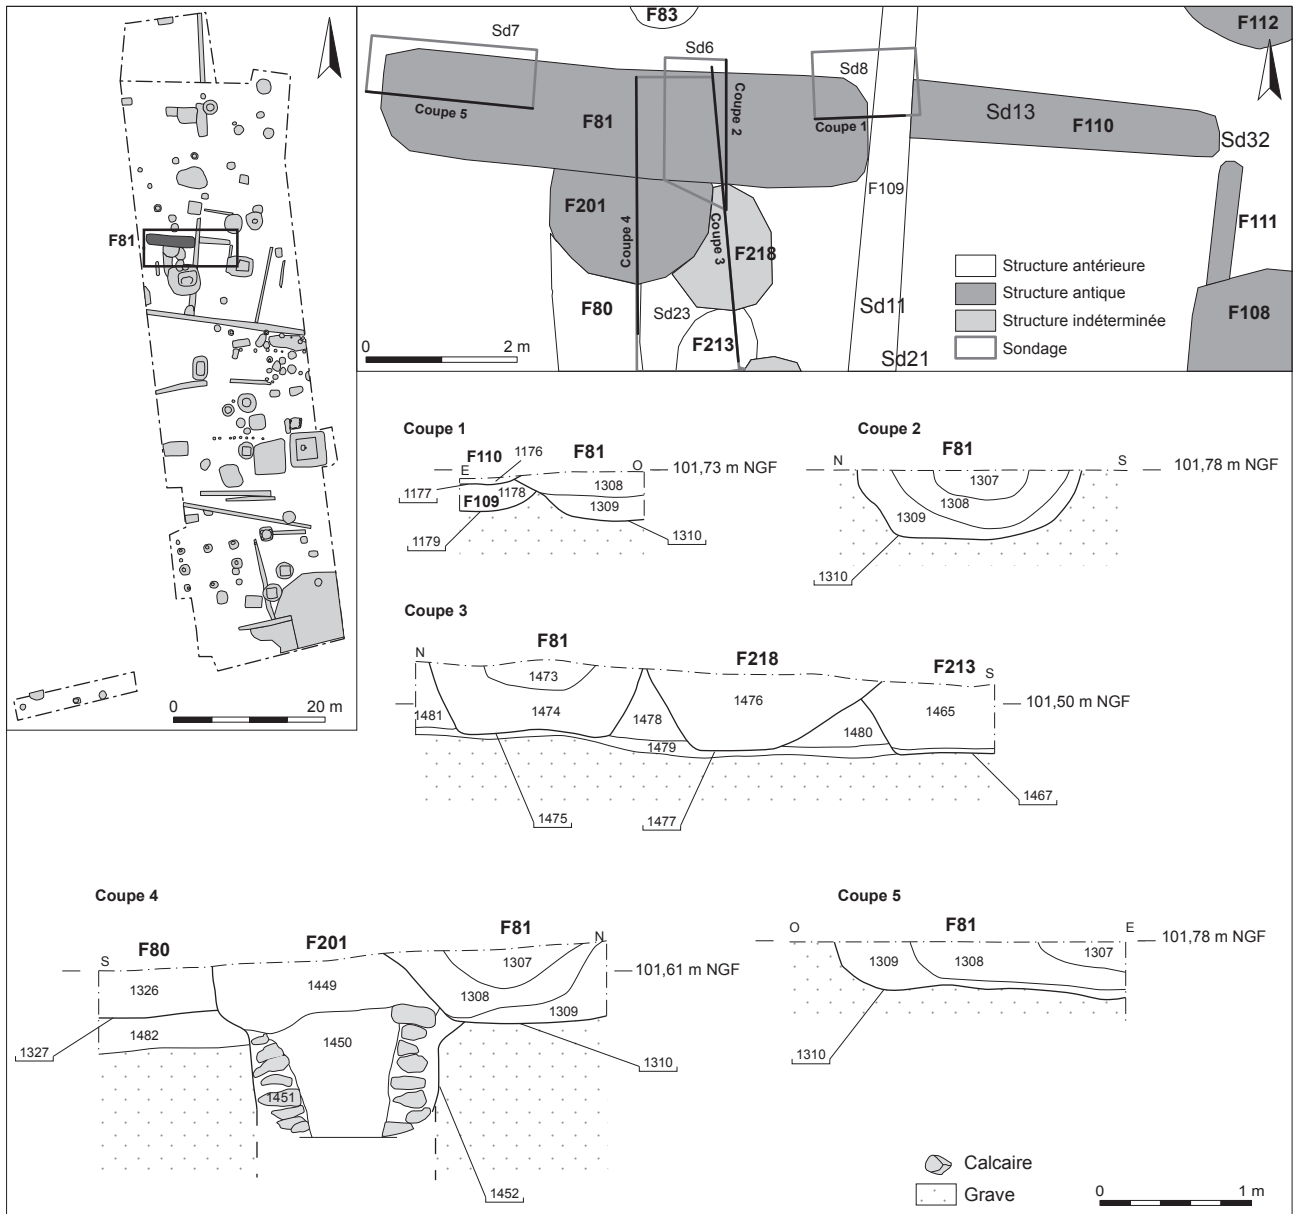 F81
0
20 m
F83
F112
Sd7
Sd6
Sd8
Coupe 5
F81
Coupe 2
Coupe 1
Sd13
F110
Sd32
F109
F201
Coupe 4
Coupe 3
F218
F111
F80
Sd23
F213
Sd11
Sd21
F108
0
2 m
Structure antérieure
Structure antique
Structure indéterminée
Sondage
Coupe 1
F110
1176
F81
E
O
101,73 m NGF
1177
1178
1308
F109
1309
1179
1310
Coupe 2
F81
N
S
101,78 m NGF
1307
1308
1309
1310
Coupe 3
F81
F218
F213
N
S
1473
1476
101,50 m NGF
1481
1474
1478
1465
1480
1479
1467
1475
1477
Coupe 4
F80
F201
F81
S
N
1307
101,61 m NGF
1326
1449
1308
1309
1482
1450
1327
1310
1451
1452
Coupe 5
O
F81
E
101,78 m NGF
1309
1308
1307
1310
Calcaire
Grave
0
1 m